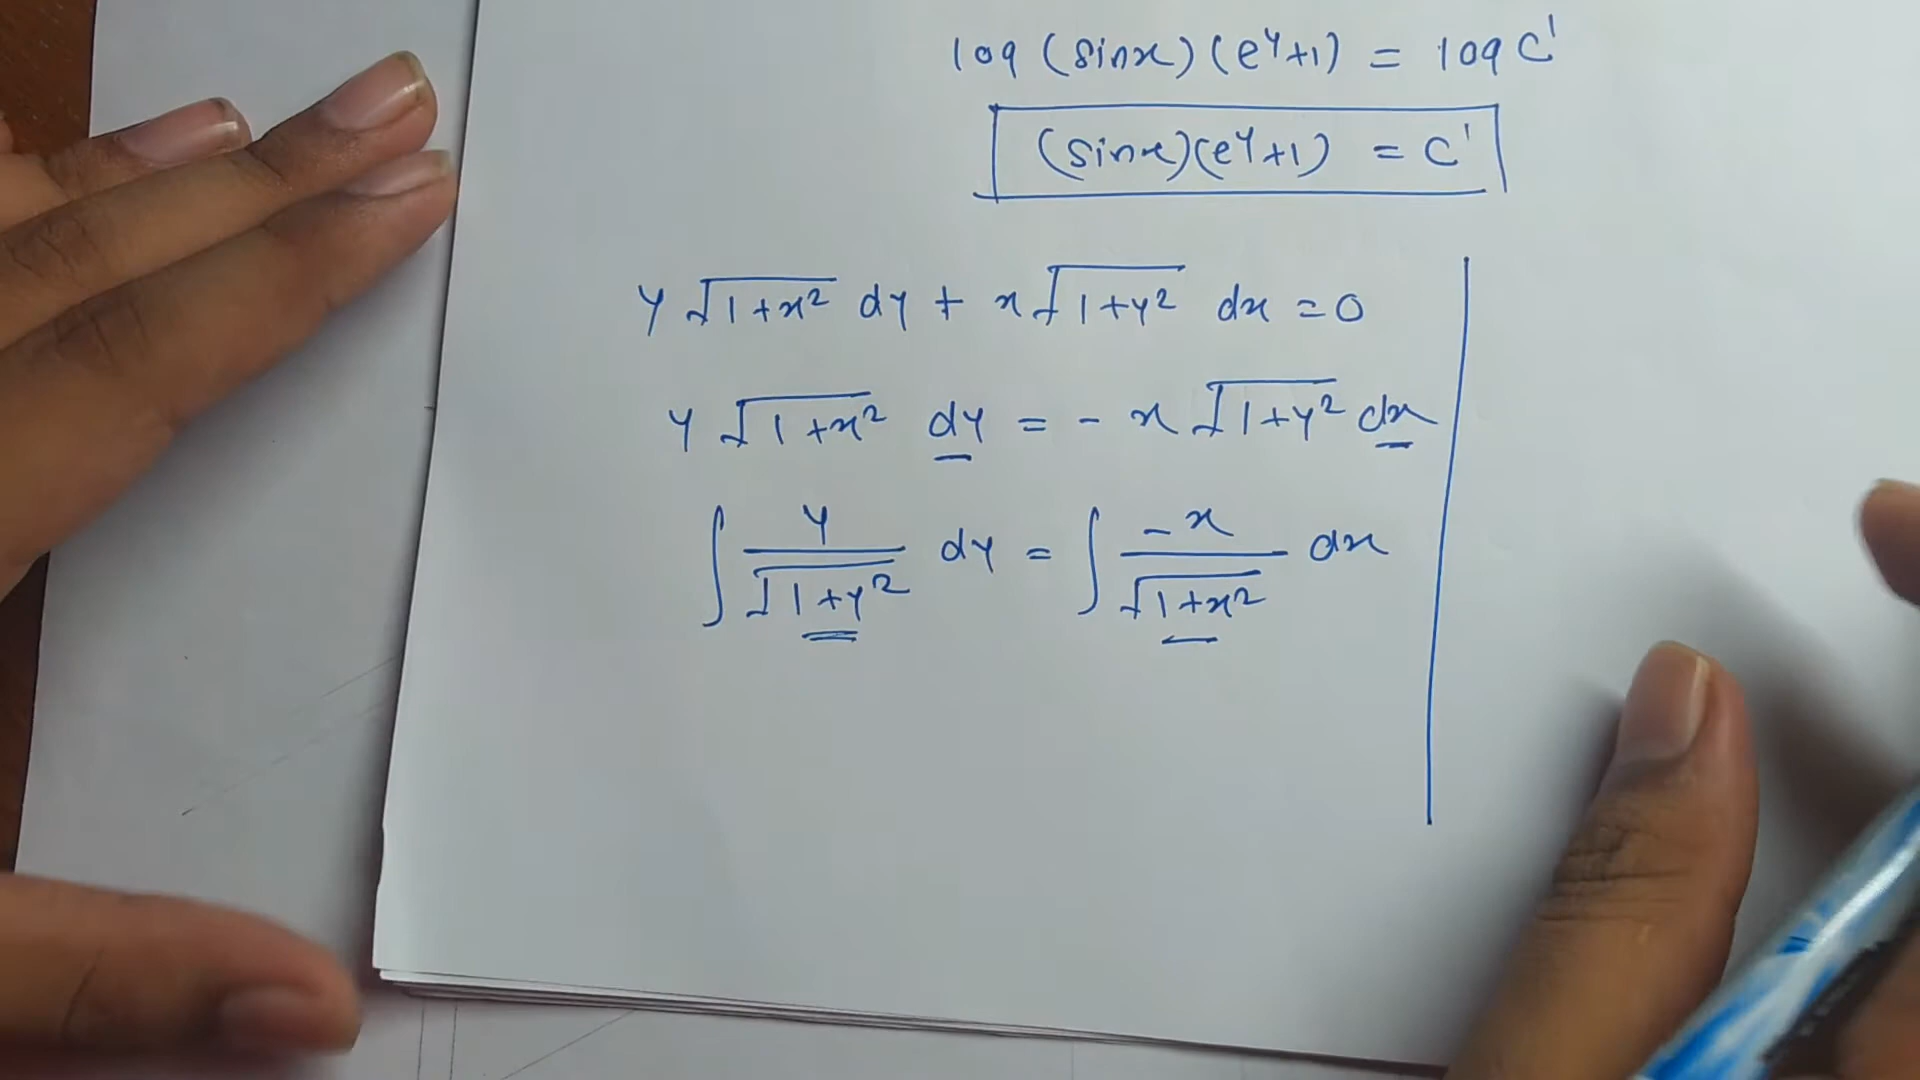 log (sinx) (e^y+1) = log C'
(sinx)(e^y+1) = C'
y √(1+x²) dy + x √(1+y²) dx = 0
y √(1+x²) dy = - x √(1+y²) dx
∫ y/√(1+y²) dy = ∫ -x/√(1+x²) dx